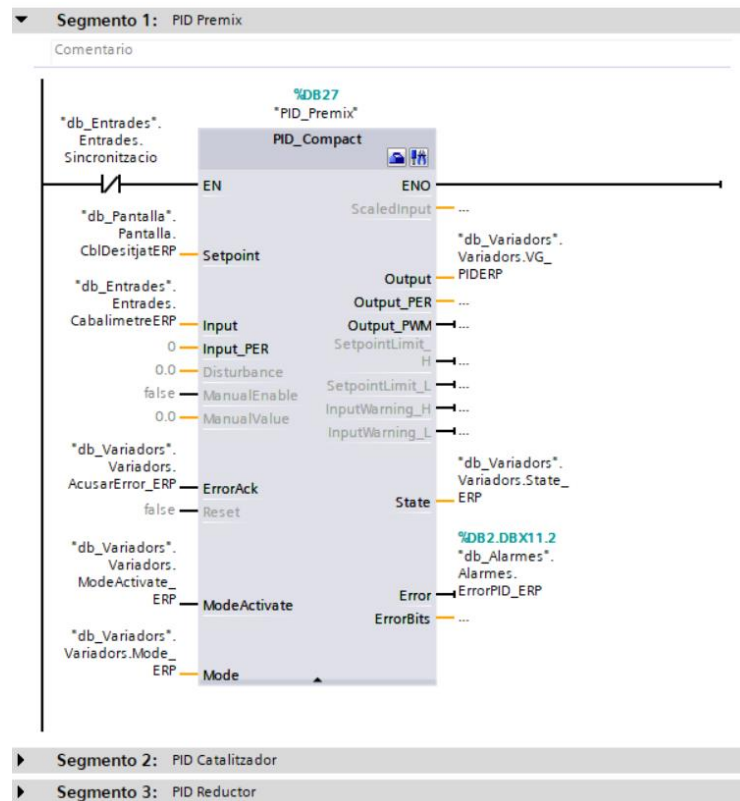 Segmento 1: PID Premix
Comentario
%DB27
"PID_Premix"
PID_Compact
"db_Entrades".
Entrades.
Sincronitzacio
EN
ENO
ScaledInput ...
"db_Pantalla".
Pantalla.
CblDesitjatERP
Setpoint
"db_Variadors".
Variadors.VG_
PIDERP
Output
"db_Entrades".
Entrades.
CabalimetreERP
Input
Output_PER ...
Output_PWM ...
0
Input_PER
SetpointLimit_
H ...
0.0
Disturbance
SetpointLimit_L ...
false
ManualEnable
InputWarning_H ...
0.0
ManualValue
InputWarning_L ...
"db_Variadors".
Variadors.
AcusarError_ERP
ErrorAck
"db_Variadors".
Variadors.State_
ERP
State
false
Reset
"db_Variadors".
Variadors.
ModeActivate_
ERP
ModeActivate
%DB2.DBX11.2
"db_Alarmes".
Alarmes.
ErrorPID_ERP
Error
ErrorBits ...
"db_Variadors".
Variadors.Mode_
ERP
Mode
Segmento 2: PID Catalitzador
Segmento 3: PID Reductor